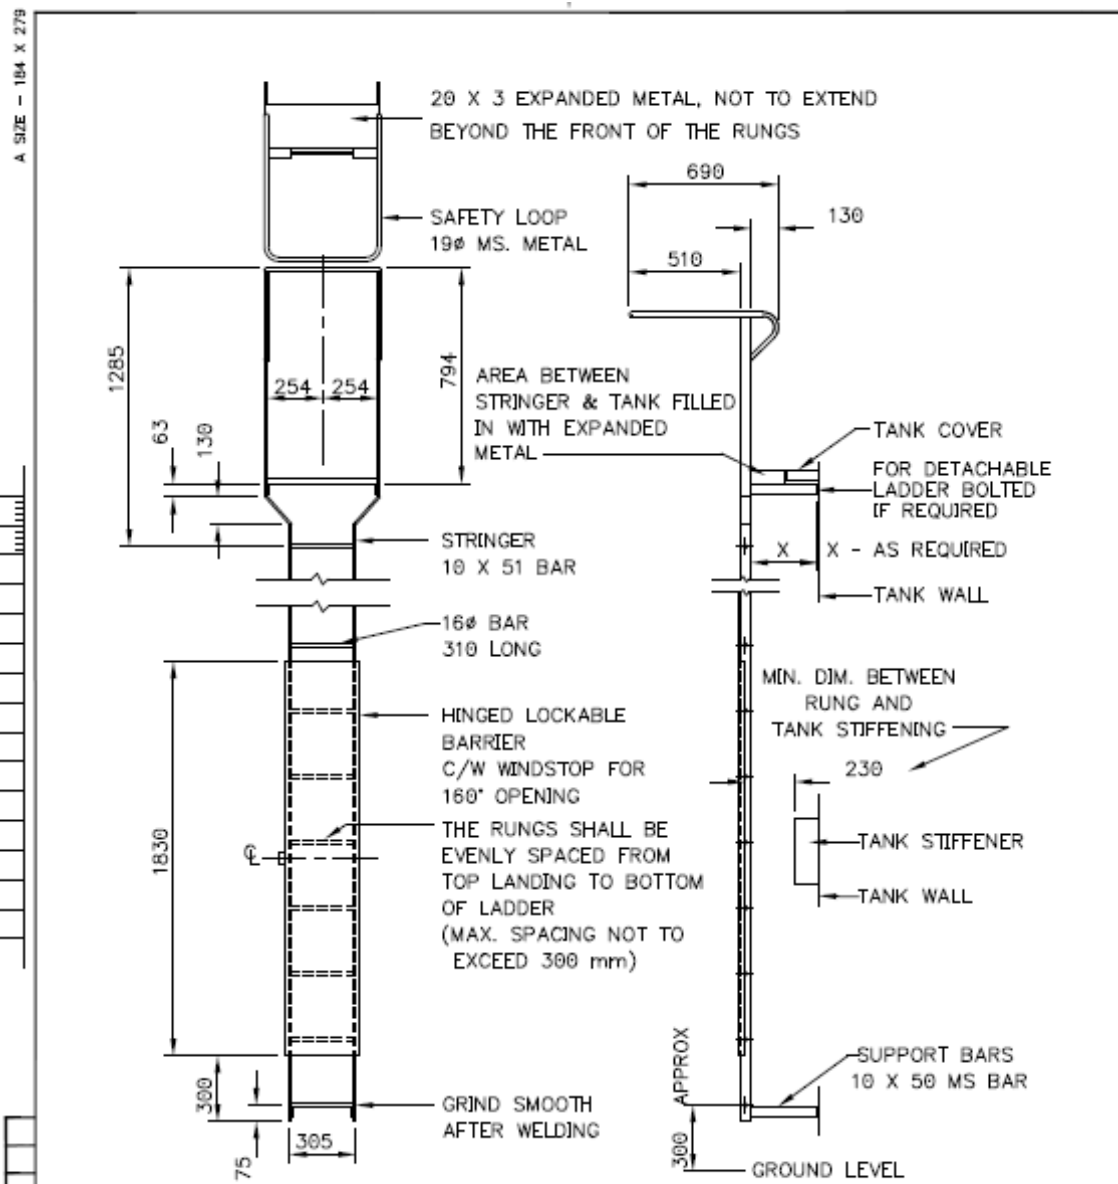 A SIZE - 184 X 279
20 X 3 EXPANDED METAL, NOT TO EXTEND
BEYOND THE FRONT OF THE RUNGS
690
130
SAFETY LOOP
19ø MS. METAL
510
1285
794
254
254
AREA BETWEEN
STRINGER & TANK FILLED
IN WITH EXPANDED
METAL
63
130
TANK COVER
FOR DETACHABLE
LADDER BOLTED
IF REQUIRED
STRINGER
10 X 51 BAR
X
X - AS REQUIRED
TANK WALL
16ø BAR
310 LONG
MIN. DIM. BETWEEN
RUNG AND
TANK STIFFENING
HINGED LOCKABLE
BARRIER
C/W WINDSTOP FOR
160° OPENING
230
1830
℄
THE RUNGS SHALL BE
EVENLY SPACED FROM
TOP LANDING TO BOTTOM
OF LADDER
(MAX. SPACING NOT TO
EXCEED 300 mm)
TANK STIFFENER
TANK WALL
SUPPORT BARS
10 X 50 MS BAR
300
75
305
GRIND SMOOTH
AFTER WELDING
APPROX
300
GROUND LEVEL